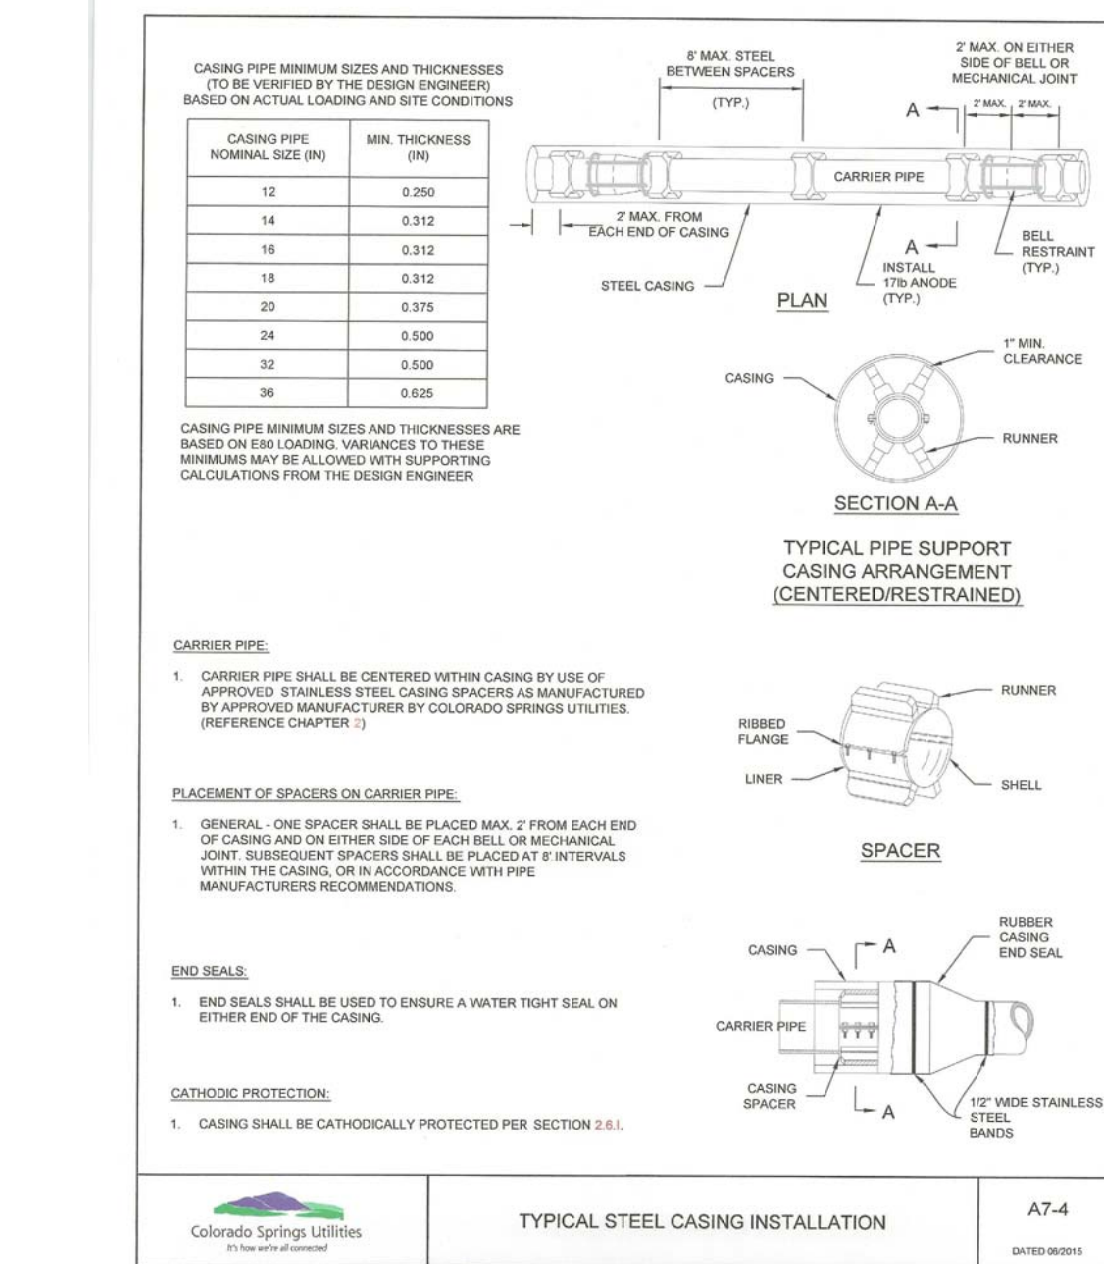 CASING PIPE MINIMUM SIZES AND THICKNESSES
(TO BE VERIFIED BY THE DESIGN ENGINEER)
BASED ON ACTUAL LOADING AND SITE CONDITIONS
CASING PIPE
NOMINAL SIZE (IN)
MIN. THICKNESS
(IN)
12 0.250
14 0.312
16 0.312
18 0.312
20 0.375
24 0.500
32 0.500
36 0.625
CASING PIPE MINIMUM SIZES AND THICKNESSES ARE
BASED ON E80 LOADING. VARIANCES TO THESE
MINIMUMS MAY BE ALLOWED WITH SUPPORTING
CALCULATIONS FROM THE DESIGN ENGINEER
8' MAX. STEEL
BETWEEN SPACERS
(TYP.)
2' MAX. ON EITHER
SIDE OF BELL OR
MECHANICAL JOINT
A
2' MAX. 2' MAX.
CARRIER PIPE
2' MAX. FROM
EACH END OF CASING
STEEL CASING
A
INSTALL
17lb ANODE
(TYP.)
BELL
RESTRAINT
(TYP.)
PLAN
1" MIN.
CLEARANCE
CASING
RUNNER
SECTION A-A
TYPICAL PIPE SUPPORT
CASING ARRANGEMENT
(CENTERED/RESTRAINED)
CARRIER PIPE:
1. CARRIER PIPE SHALL BE CENTERED WITHIN CASING BY USE OF
APPROVED STAINLESS STEEL CASING SPACERS AS MANUFACTURED
BY APPROVED MANUFACTURER BY COLORADO SPRINGS UTILITIES.
(REFERENCE CHAPTER 2)
RUNNER
RIBBED
FLANGE
LINER
SHELL
SPACER
PLACEMENT OF SPACERS ON CARRIER PIPE:
1. GENERAL - ONE SPACER SHALL BE PLACED MAX. 2' FROM EACH END
OF CASING AND ON EITHER SIDE OF EACH BELL OR MECHANICAL
JOINT. SUBSEQUENT SPACERS SHALL BE PLACED AT 8' INTERVALS
WITHIN THE CASING, OR IN ACCORDANCE WITH PIPE
MANUFACTURERS RECOMMENDATIONS.
END SEALS:
1. END SEALS SHALL BE USED TO ENSURE A WATER TIGHT SEAL ON
EITHER END OF THE CASING.
CATHODIC PROTECTION:
1. CASING SHALL BE CATHODICALLY PROTECTED PER SECTION 2.6.I.
CASING
A
RUBBER
CASING
END SEAL
CARRIER PIPE
CASING
SPACER
A
1/2" WIDE STAINLESS
STEEL
BANDS
Colorado Springs Utilities
It's how we're all connected
TYPICAL STEEL CASING INSTALLATION
A7-4
DATED 08/2015